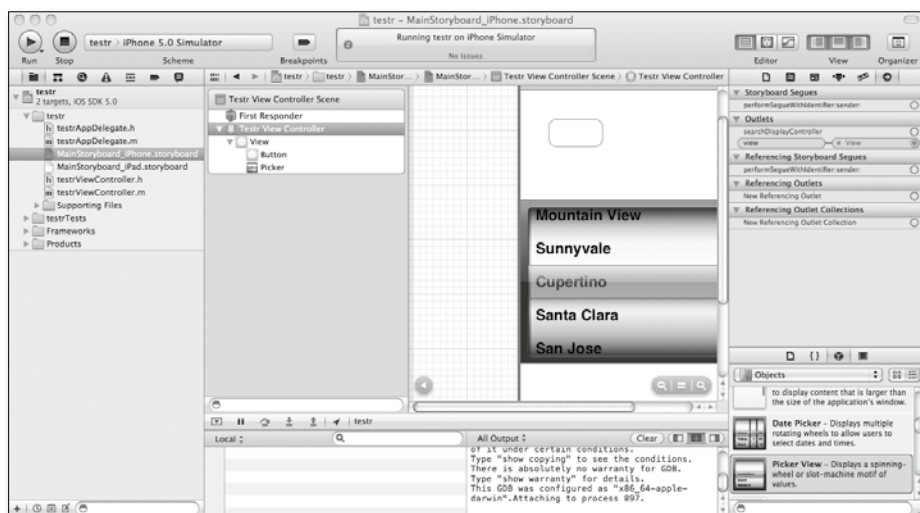 testr – MainStoryboard_iPhone.storyboard
testr › iPhone 5.0 Simulator
Running testr on iPhone Simulator
No Issues
Run
Stop
Scheme
Breakpoints
Editor
View
Organizer
testr
2 targets, iOS SDK 5.0
testr
testrAppDelegate.h
testrAppDelegate.m
MainStoryboard_iPhone.storyboard
MainStoryboard_iPad.storyboard
testrViewController.h
testrViewController.m
Supporting Files
testrTests
Frameworks
Products
testr › testr › MainStor... › MainStor... › Testr View Controller Scene › Testr View Controller
Testr View Controller Scene
First Responder
Testr View Controller
View
Button
Picker
Mountain View
Sunnyvale
Cupertino
Santa Clara
San Jose
Storyboard Segues
performSegueWithIdentifier:sender:
Outlets
searchDisplayController
view
View
Referencing Storyboard Segues
performSegueWithIdentifier:sender:
Referencing Outlets
New Referencing Outlet
Referencing Outlet Collections
New Referencing Outlet Collection
Objects
to display content that is larger than
the size of the application's window.
Date Picker – Displays multiple
rotating wheels to allow users to
select dates and times.
Picker View – Displays a spinning-
wheel or slot-machine motif of
values.
testr
Local
All Output
Clear
of it under certain conditions.
Type "show copying" to see the conditions.
There is absolutely no warranty for GDB.
Type "show warranty" for details.
This GDB was configured as "x86_64-apple-
darwin".Attaching to process 897.